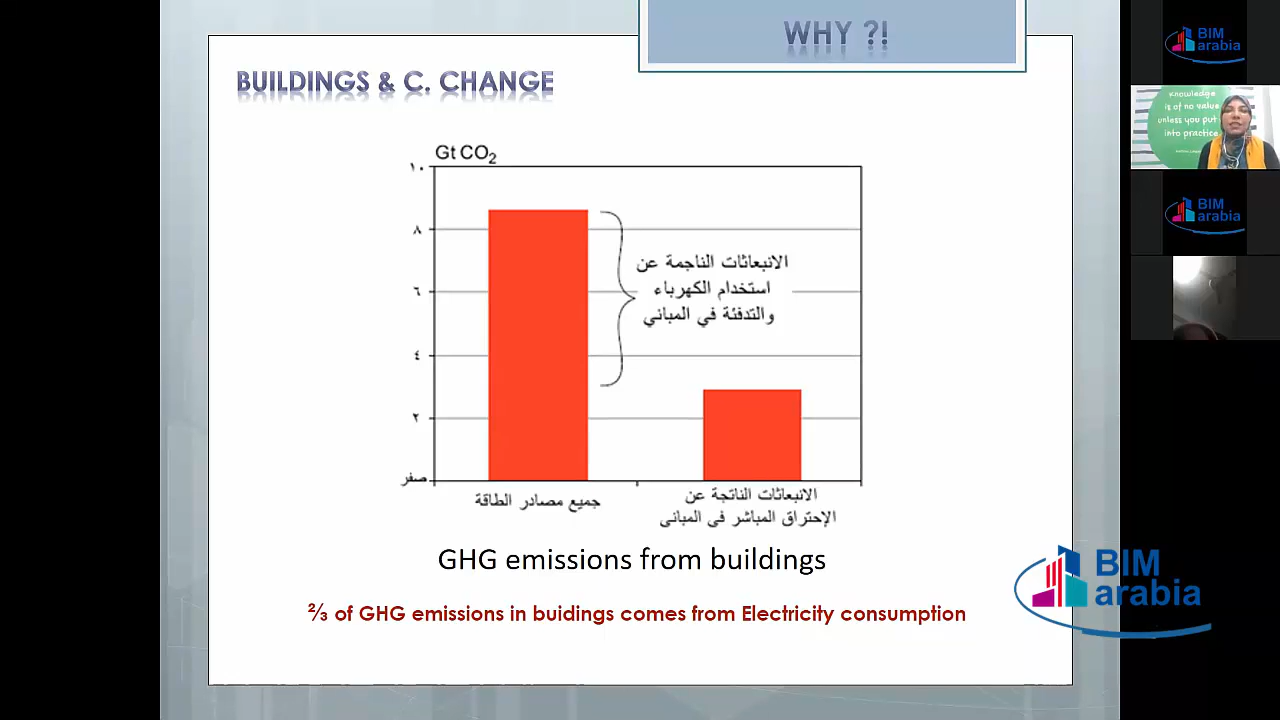 WHY ?!
BUILDINGS & C. CHANGE
Gt CO₂
١٠
٨
٦
٤
٢
صفر
الانبعاثات الناجمة عن
استخدام الكهرباء
والتدفئة في المباني
جميع مصادر الطاقة
الانبعاثات الناتجة عن
الإحتراق المباشر في المباني
GHG emissions from buildings
⅔ of GHG emissions in buidings comes from Electricity consumption
BIM
arabia
BIM
arabia
knowledge
is of no value
unless you put
into practice
BIM
arabia